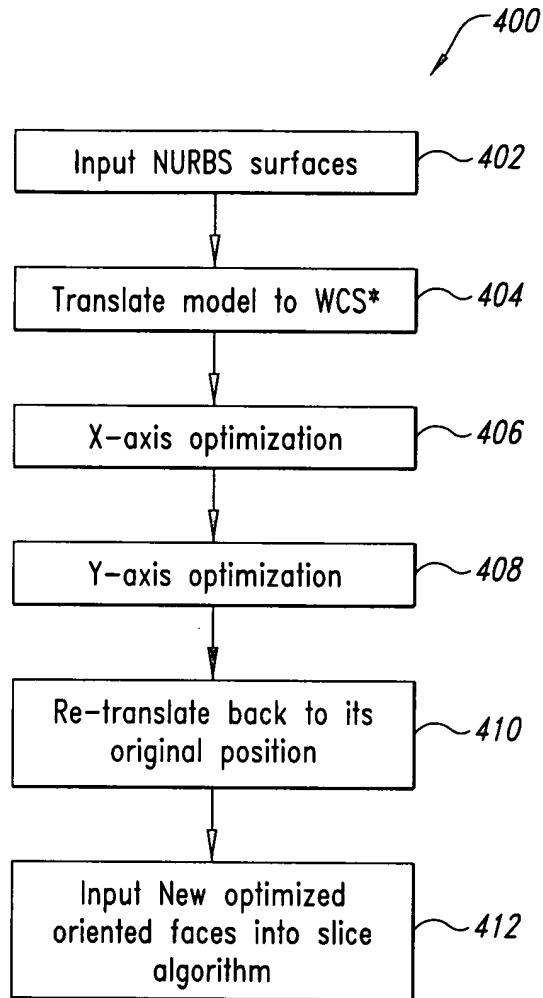 400
Input NURBS surfaces
402
Translate model to WCS*
404
X-axis optimization
406
Y-axis optimization
408
Re-translate back to its
original position
410
Input New optimized
oriented faces into slice
algorithm
412